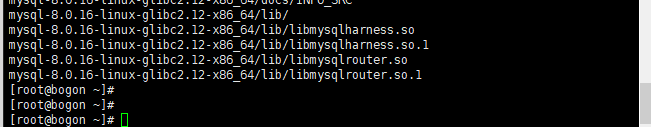 mysql-8.0.16-linux-glibc2.12-x86_64/docs/INFO_SRC
mysql-8.0.16-linux-glibc2.12-x86_64/lib/
mysql-8.0.16-linux-glibc2.12-x86_64/lib/libmysqlharness.so
mysql-8.0.16-linux-glibc2.12-x86_64/lib/libmysqlharness.so.1
mysql-8.0.16-linux-glibc2.12-x86_64/lib/libmysqlrouter.so
mysql-8.0.16-linux-glibc2.12-x86_64/lib/libmysqlrouter.so.1
[root@bogon ~]#
[root@bogon ~]#
[root@bogon ~]#